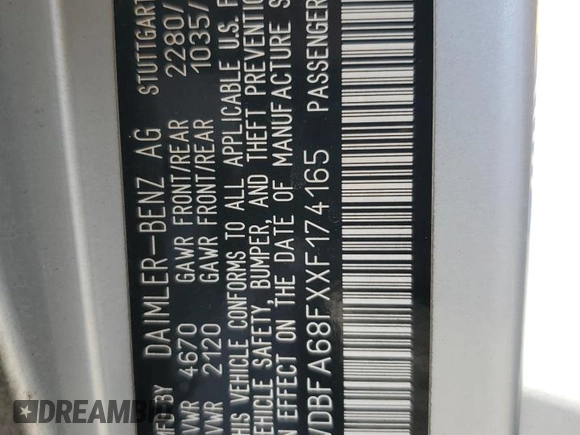 MFD BY DAIMLER-BENZ AG STUTTGART
GVWR 4670 GAWR FRONT/REAR 2280/
GVWR 2120 GAWR FRONT/REAR 1035/
THIS VEHICLE CONFORMS TO ALL APPLICABLE U.S. F
VEHICLE SAFETY, BUMPER, AND THEFT PREVENTIO
IN EFFECT ON THE DATE OF MANUFACTURE S
WDBFA68FXXF174165 PASSENGER
DREAMBID